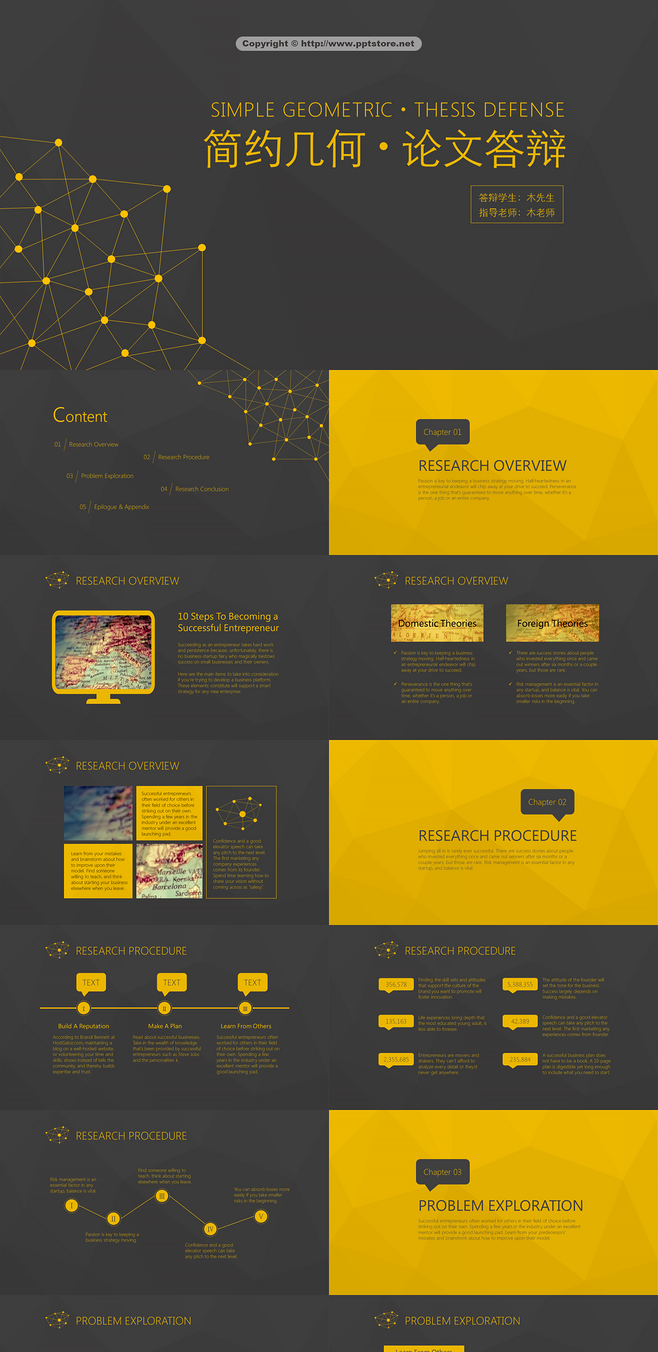 Copyright © http://www.pptstore.net
SIMPLE GEOMETRIC • THESIS DEFENSE
简约几何•论文答辩
答辩学生：木先生
指导老师：木老师
Content
01 / Research Overview
02 / Research Procedure
03 / Problem Exploration
04 / Research Conclusion
05 / Epilogue & Appendix
Chapter 01
RESEARCH OVERVIEW
Passion is key to keeping a business strategy moving. Half-heartedness in an
entrepreneurial endeavor will chip away at your drive to succeed. Perseverance
is the one thing that's guaranteed to move anything over time, whether it's a
person, a job or an entire company.
RESEARCH OVERVIEW
10 Steps To Becoming a
Successful Entrepreneur
Succeeding as an entrepreneur takes hard work
and persistence because, unfortunately, there is
no business-startup fairy who magically bestows
success on small businesses and their owners.
Here are the main items to take into consideration
if you're trying to develop a business platform.
These elements constitute will support a smart
strategy for any new enterprise.
RESEARCH OVERVIEW
Domestic Theories
Foreign Theories
Passion is key to keeping a business
strategy moving. Half-heartedness in
an entrepreneurial endeavor will chip
away at your drive to succeed.
Perseverance is the one thing that's
guaranteed to move anything over
time, whether it's a person, a job or
an entire company.
There are success stories about people
who invested everything once and came
out winners after six months or a couple
years, but those are rare.
Risk management is an essential factor in
any startup, and balance is vital. You can
absorb losses more easily if you take
smaller risks in the beginning.
RESEARCH OVERVIEW
Successful entrepreneurs
often worked for others in
their field of choice before
striking out on their own.
Spending a few years in the
industry under an excellent
mentor will provide a good
launching pad.
Learn from your mistakes
and brainstorm about how
to improve upon their
model. Find someone
willing to teach, and think
about starting your business
elsewhere when you leave.
MONACO
Marseille
Barcelona
Confidence and a good
elevator speech can take
any pitch to the next level.
The first marketing any
company experiences
comes from its founder.
Spend time learning how to
share your vision without
coming across as "salesy."
Chapter 02
RESEARCH PROCEDURE
Jumping all in is rarely ever successful. There are success stories about people
who invested everything once and came out winners after six months or a
couple years, but those are rare. Risk management is an essential factor in any
startup, and balance is vital.
RESEARCH PROCEDURE
TEXT
TEXT
TEXT
I
II
III
Build A Reputation
Make A Plan
Learn From Others
According to Brandi Bennett at
HostGator.com, maintaining a
blog on a well-hosted website,
or volunteering your time and
skills, shows instead of tells the
community, and thereby builds
expertise and trust.
Read about successful businesses.
Take in the wealth of knowledge
that's been provided by successful
entrepreneurs such as Steve Jobs
and the personalities
Successful entrepreneurs often
worked for others in their field
of choice before striking out on
their own. Spending a few
years in the industry under an
excellent mentor will provide a
good launching pad.
RESEARCH PROCEDURE
356,578
Finding the skill sets and attitudes
that support the culture of the
brand you want to promote will
foster innovation.
5,388,355
The attitude of the founder will
set the tone for the business.
Success largely depends on
making mistakes.
135,163
42,389
Confidence and a good elevator
speech can take any pitch to the
next level. The first marketing any
experiences comes from founder
2,355,685
Entrepreneurs are movers and
shakers. They can't afford to
analyze every detail or they'd
never get anywhere.
235,884
A successful business plan does
not have to be a book. A 10-page
plan is digestible yet long enough
to include what you need to start.
RESEARCH PROCEDURE
Risk management is an
essential factor in any
startup, and balance is vital.
Find someone willing to
teach, think about starting
elsewhere when you leave.
You can absorb losses more
easily if you take smaller
risks in the beginning.
I
II
III
IV
V
Passion is key to keeping a
business strategy moving.
Confidence and a good
elevator speech can take
any pitch to the next level.
Chapter 03
PROBLEM EXPLORATION
Successful entrepreneurs often worked for others in their field of choice before
striking out on their own. Spending a few years in the industry under an excellent
mentor will provide a good launching pad. Learn from your predecessors'
mistakes and brainstorm about how to improve upon their model.
PROBLEM EXPLORATION
PROBLEM EXPLORATION
Learn From Others